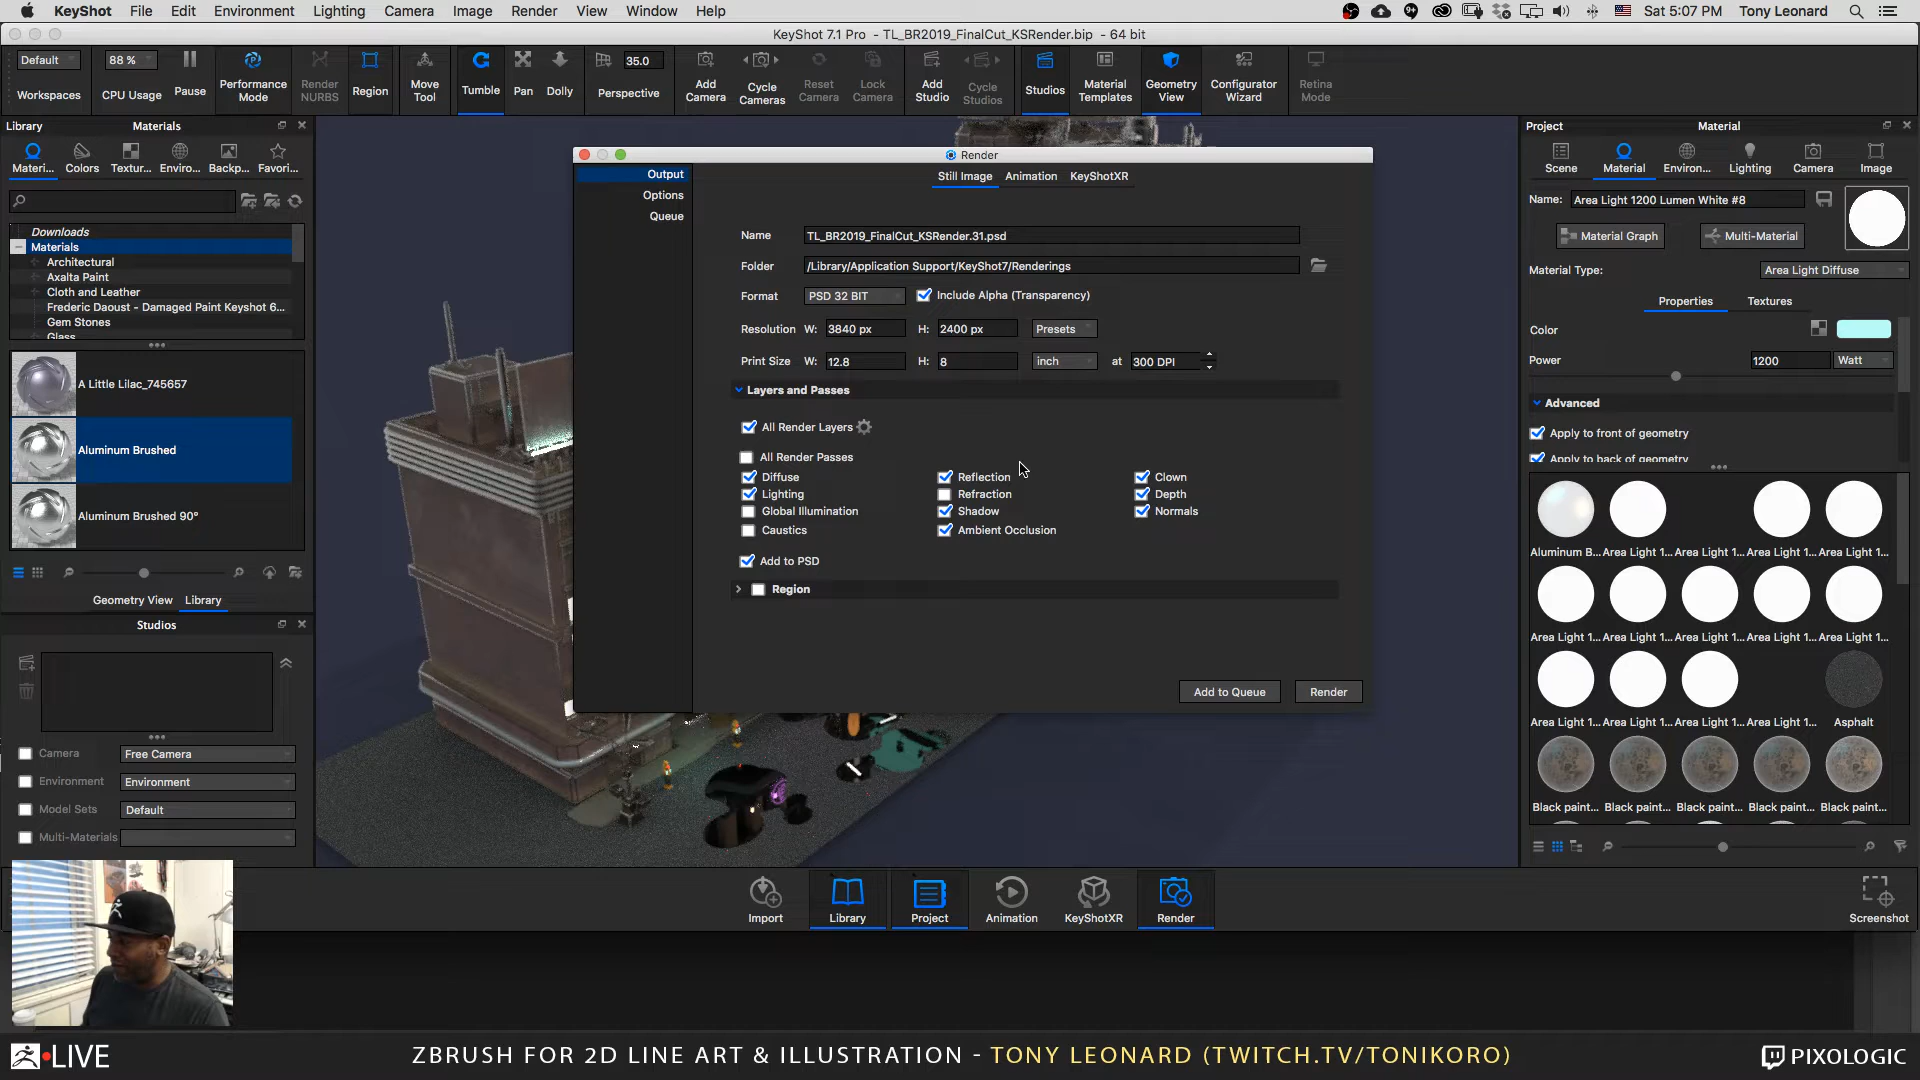 KeyShot File Edit Environment Lighting Camera Image Render View Window Help 9+ Sat 5:07 PM Tony Leonard
KeyShot 7.1 Pro - TL_BR2019_FinalCut_KSRender.bip - 64 bit
Default 88 % 35.0
Workspaces CPU Usage Pause Performance Mode Render NURBS Region Move Tool Tumble Pan Dolly Perspective Add Camera Cycle Cameras Reset Camera Lock Camera Add Studio Cycle Studios Studios Material Templates Geometry View Configurator Wizard Retina Mode
Library Materials
Materi... Colors Textur... Enviro... Backp... Favori...
Downloads
Materials
Architectural
Axalta Paint
Cloth and Leather
Frederic Daoust - Damaged Paint Keyshot 6...
Gem Stones
Glass
A Little Lilac_745657
Aluminum Brushed
Aluminum Brushed 90°
Geometry View Library
Studios
Camera Free Camera
Environment Environment
Model Sets Default
Multi-Materials
Render
Output
Options
Queue
Still Image Animation KeyShotXR
Name TL_BR2019_FinalCut_KSRender.31.psd
Folder /Library/Application Support/KeyShot7/Renderings
Format PSD 32 BIT Include Alpha (Transparency)
Resolution W: 3840 px H: 2400 px Presets
Print Size W: 12.8 H: 8 inch at 300 DPI
Layers and Passes
All Render Layers
All Render Passes
Diffuse Reflection Clown
Lighting Refraction Depth
Global Illumination Shadow Normals
Caustics Ambient Occlusion
Add to PSD
Region
Add to Queue Render
Project Material
Scene Material Environ... Lighting Camera Image
Name: Area Light 1200 Lumen White #8
Material Graph Multi-Material
Material Type: Area Light Diffuse
Properties Textures
Color
Power 1200 Watt
Advanced
Apply to front of geometry
Apply to back of geometry
Aluminum B... Area Light 1... Area Light 1... Area Light 1...
Area Light 1... Area Light 1... Area Light 1... Area Light 1... Area Light 1...
Area Light 1... Area Light 1... Area Light 1... Asphalt
Black paint... Black paint... Black paint... Black paint... Black paint...
Import Library Project Animation KeyShotXR Render Screenshot
LIVE ZBRUSH FOR 2D LINE ART & ILLUSTRATION - TONY LEONARD (TWITCH.TV/TONIKORO) PIXOLOGIC